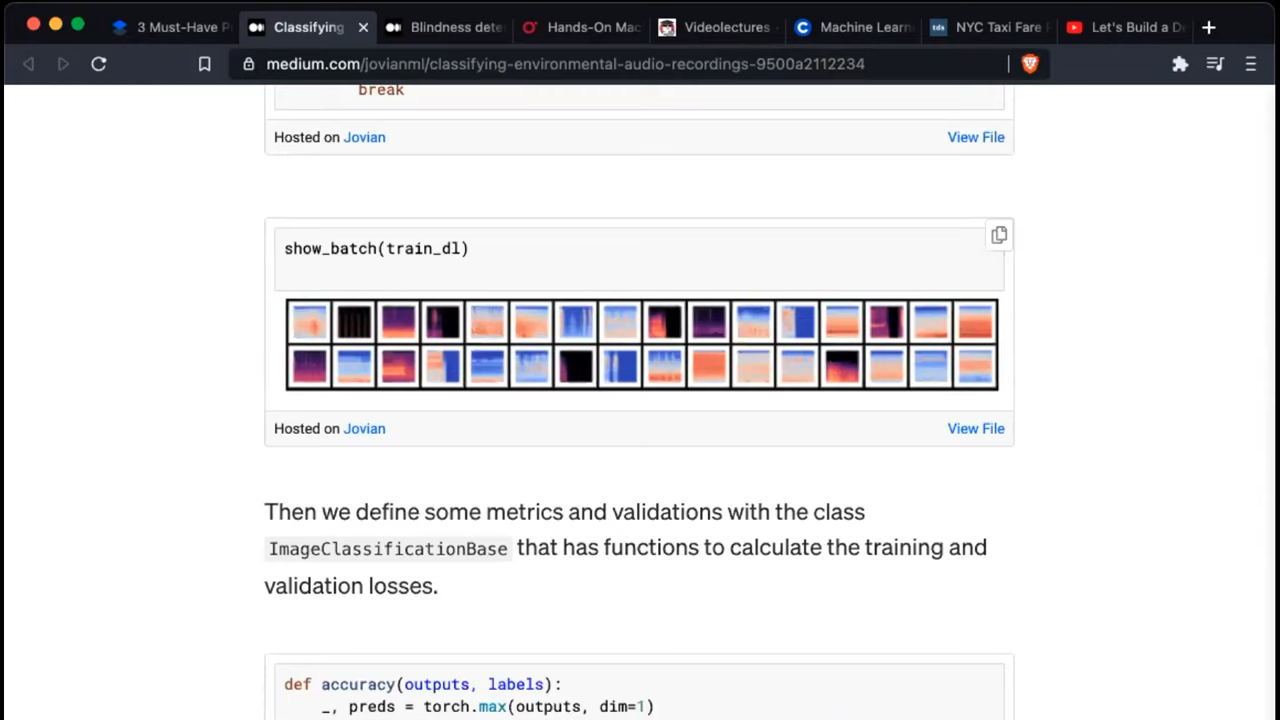 3 Must-Have P
Classifying
Blindness dete
Hands-On Mac
Videolectures
Machine Learn
tds
NYC Taxi Fare
Let's Build a De
medium.com/jovianml/classifying-environmental-audio-recordings-9500a2112234
break
Hosted on Jovian
View File
show_batch(train_dl)
Hosted on Jovian
View File
Then we define some metrics and validations with the class
ImageClassificationBase that has functions to calculate the training and
validation losses.
def accuracy(outputs, labels):
_, preds = torch.max(outputs, dim=1)